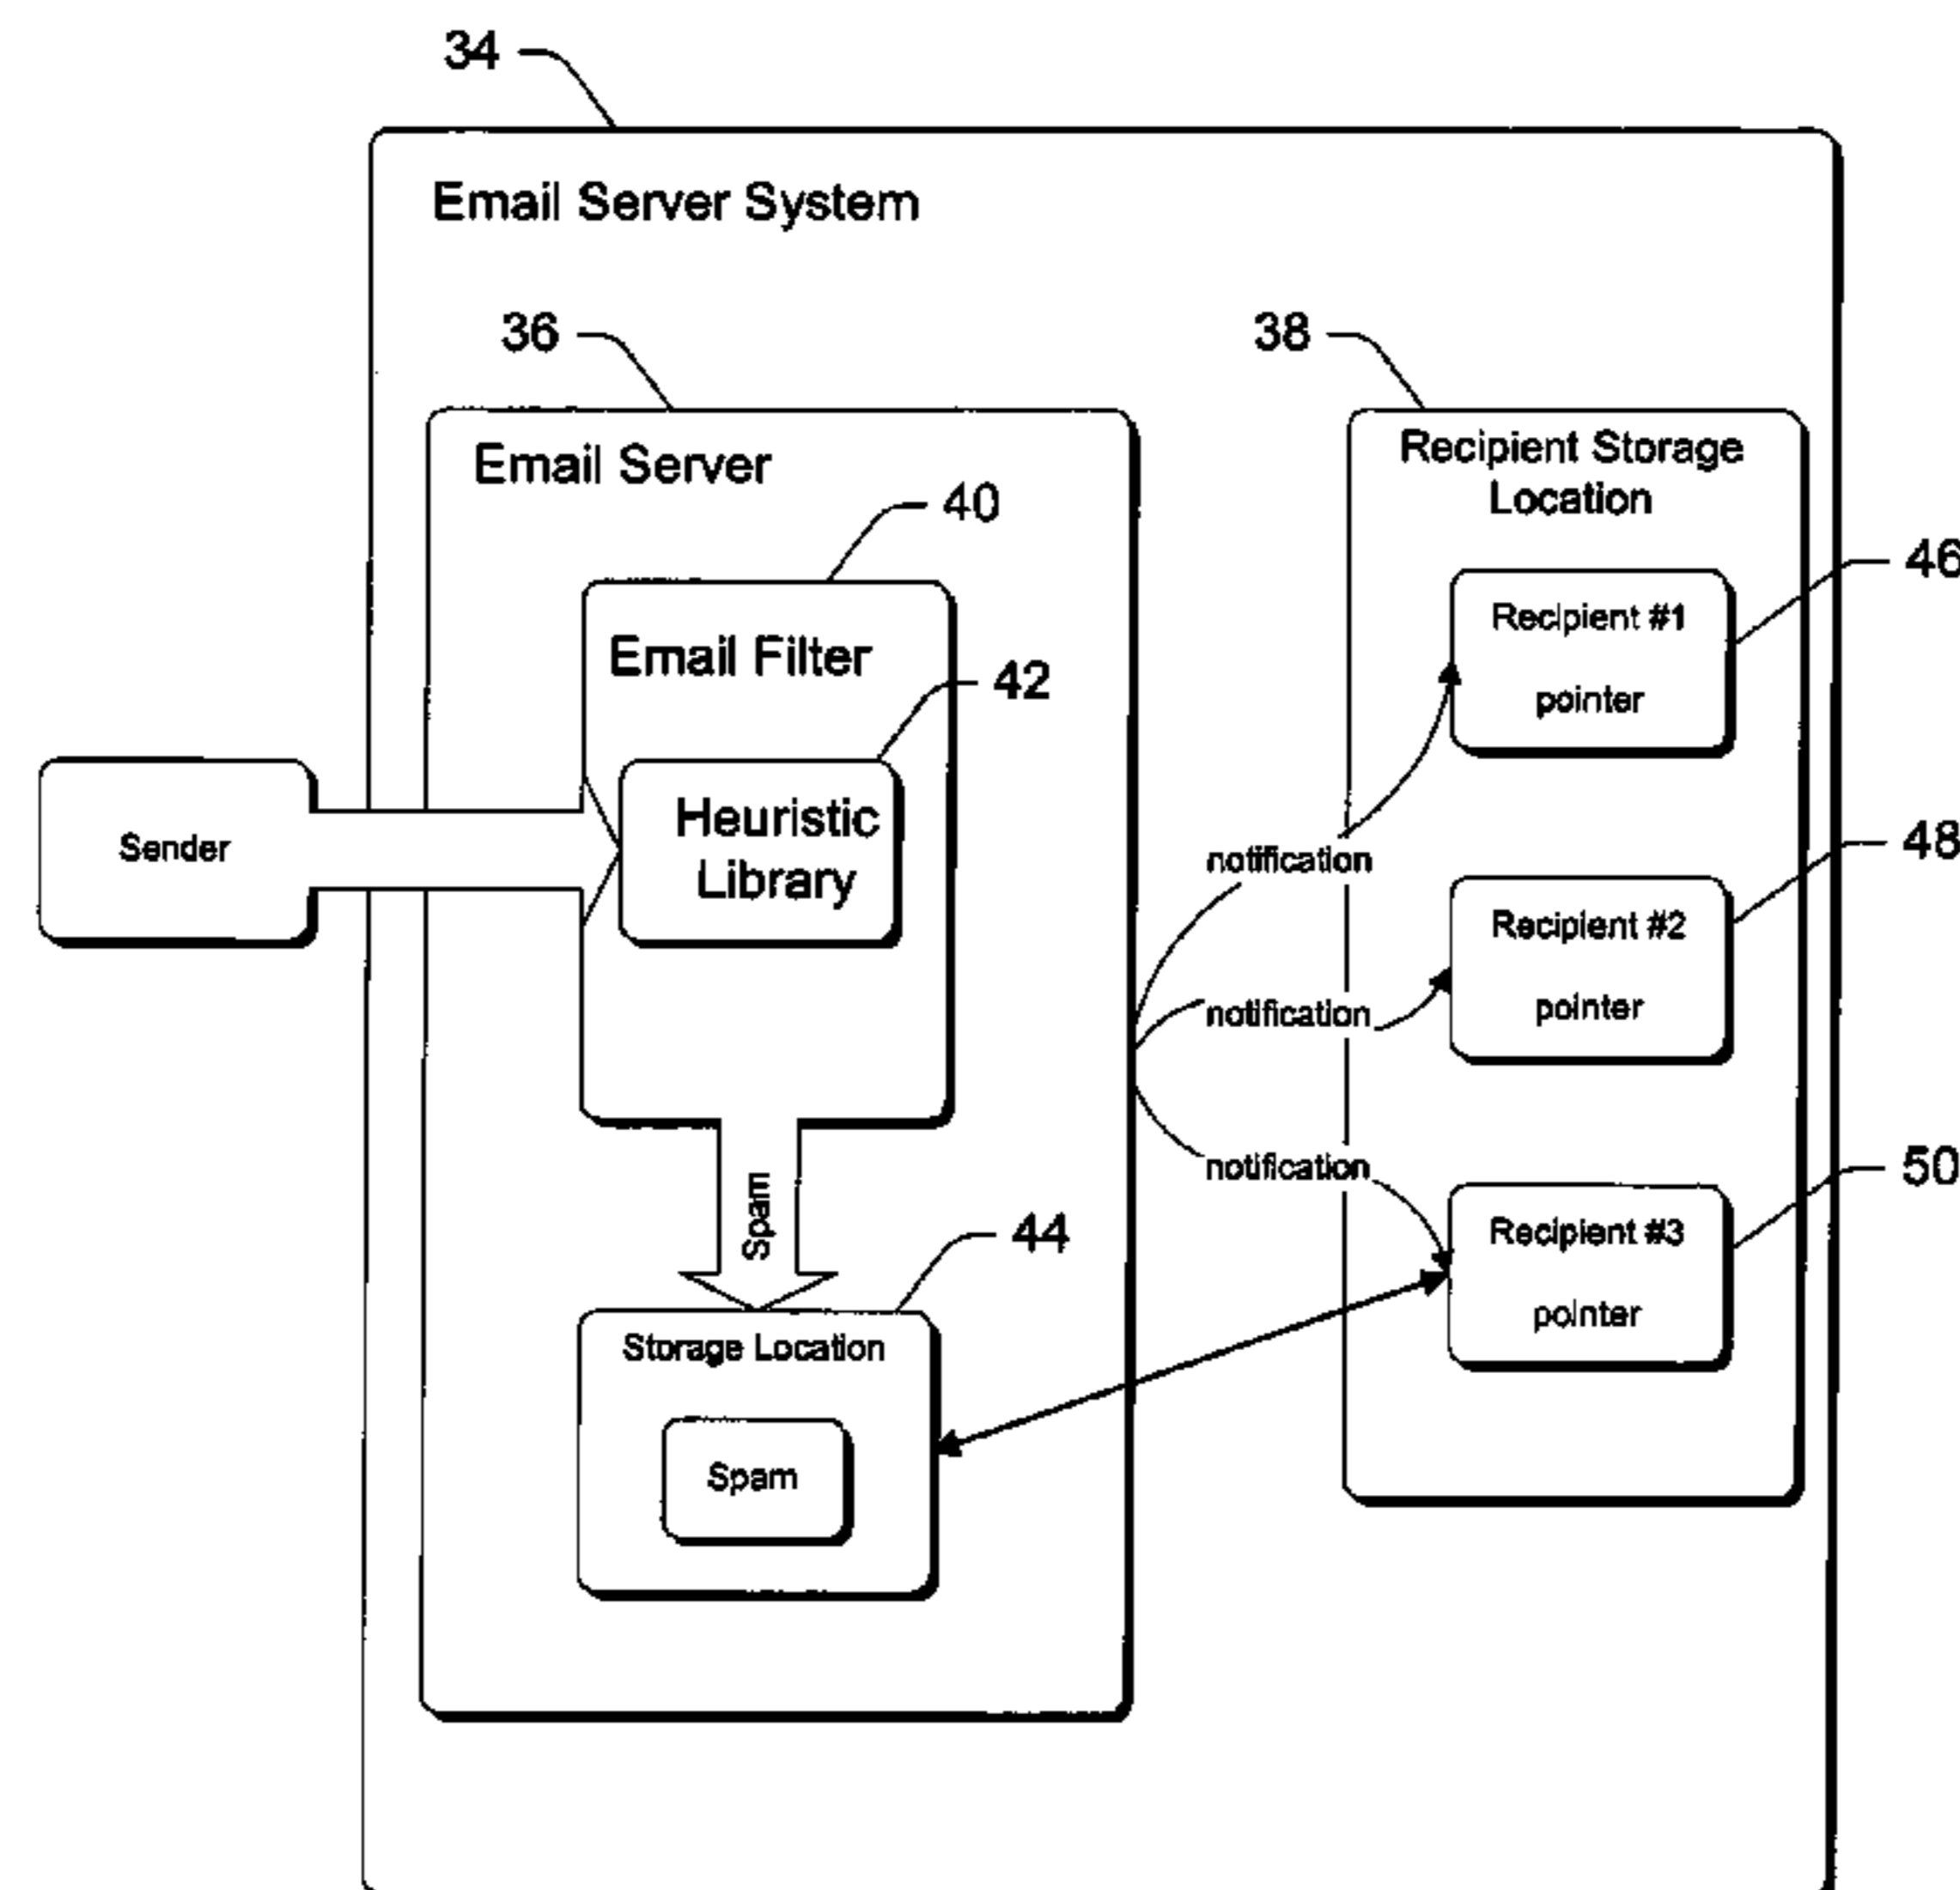 34
Email Server System
36
38
Email Server
Recipient Storage
Location
40
46
Recipient #1
pointer
Email Filter
42
Sender
Heuristic
Library
notification
48
Recipient #2
pointer
notification
notification
50
Recipient #3
pointer
Spam
44
Storage Location
Spam